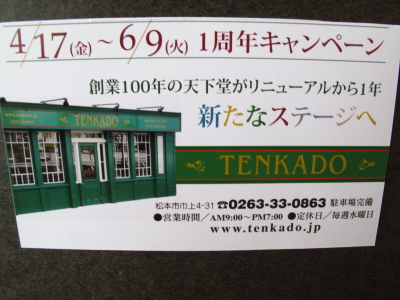 4/17(金)～6/9(火) 1周年キャンペーン
創業100年の天下堂がリニューアルから1年
新たなステージへ
TENKADO
TENKADO
松本市巾上4-31 ☎0263-33-0863 駐車場完備
●営業時間／AM9:00～PM7:00 ●定休日／毎週水曜日
www.tenkado.jp